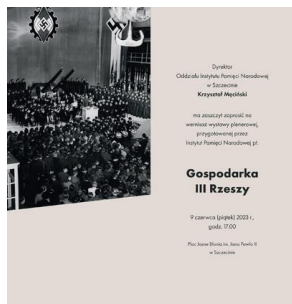 Dyrektor
Oddziału Instytutu Pamięci Narodowej
w Szczecinie
Krzysztof Męciński
ma zaszczyt zaprosić na
wernisaż wystawy plenerowej,
przygotowanej przez
Instytut Pamięci Narodowej pt.
Gospodarka
III Rzeszy
9 czerwca (piątek) 2023 r.,
godz. 17.00
Plac Jasne Błonia im. Jana Pawła II
w Szczecinie